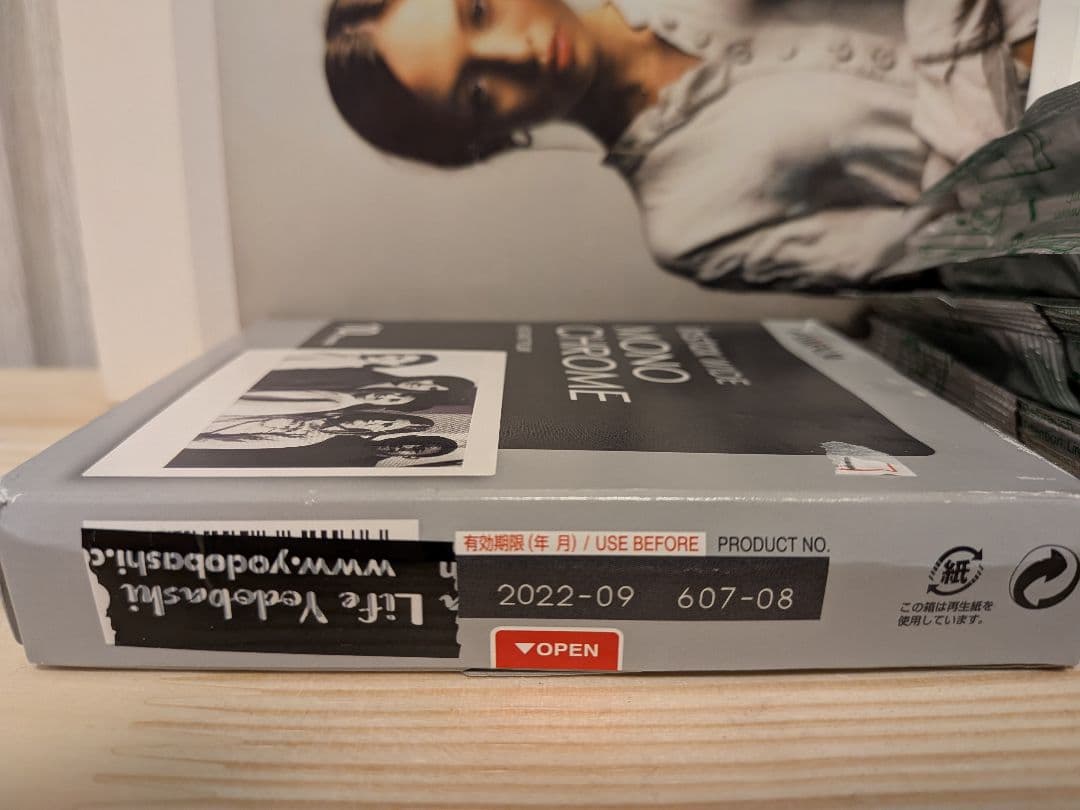 MONO
CHROME
有効期限(年 月) / USE BEFORE
PRODUCT NO.
2022-09
607-08
▼OPEN
Life Yodobashi
www.yodobashi.c
紙
この箱は再生紙を
使用しています。